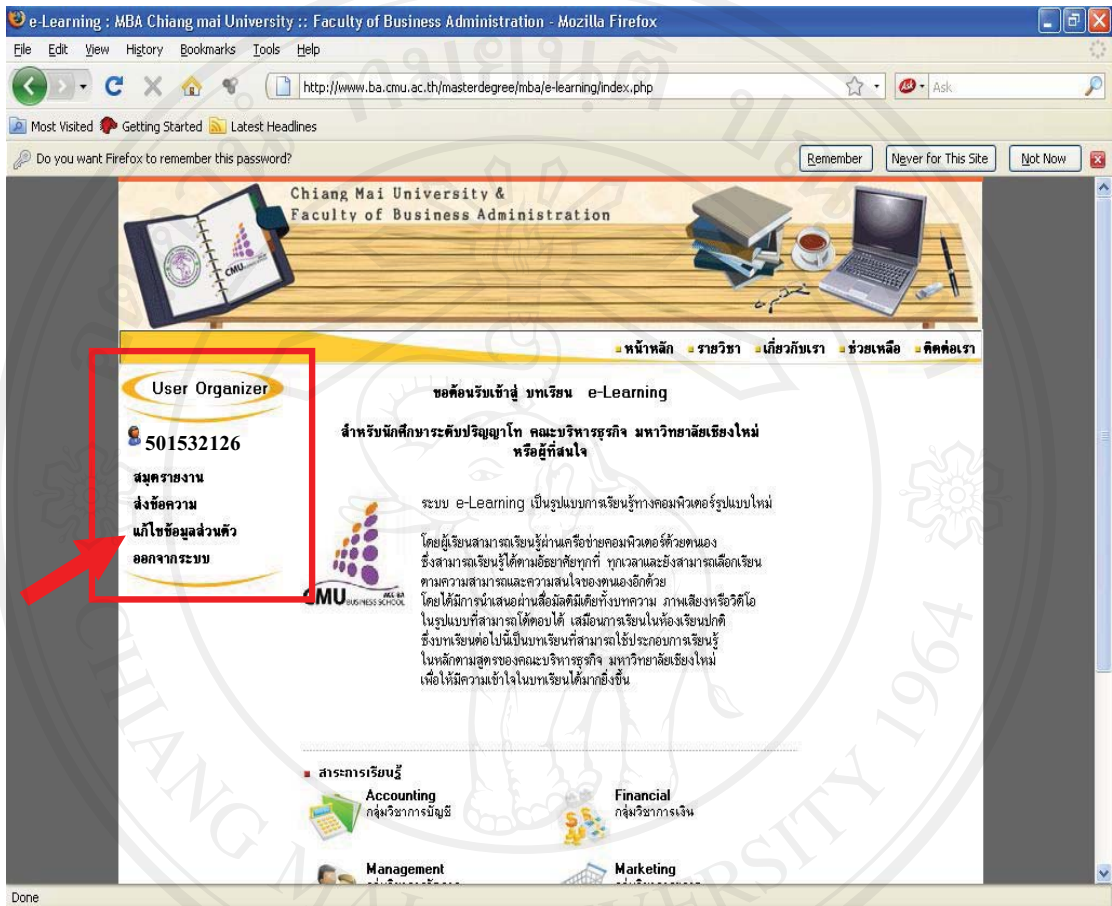 e-Learning : MBA Chiang mai University :: Faculty of Business Administration - Mozilla Firefox
File Edit View History Bookmarks Tools Help
http://www.ba.cmu.ac.th/masterdegree/mba/e-learning/index.php
Ask
Most Visited Getting Started Latest Headlines
Do you want Firefox to remember this password? Remember Never for This Site Not Now
Chiang Mai University &
Faculty of Business Administration
CMU
หน้าหลัก รายวิชา เกี่ยวกับเรา ช่วยเหลือ ติดต่อเรา
User Organizer
501532126
สมุดรายงาน
ส่งข้อความ
แก้ไขข้อมูลส่วนตัว
ออกจากระบบ
ขอต้อนรับเข้าสู่ บทเรียน e-Learning
สำหรับนักศึกษาระดับปริญญาโท คณะบริหารธุรกิจ มหาวิทยาลัยเชียงใหม่
หรือผู้ที่สนใจ
ระบบ e-Learning เป็นรูปแบบการเรียนรู้ทางคอมพิวเตอร์รูปแบบใหม่
โดยผู้เรียนสามารถเรียนรู้ผ่านเครือข่ายคอมพิวเตอร์ด้วยตนเอง
ซึ่งสามารถเรียนรู้ได้ตามอัธยาศัยทุกที่ ทุกเวลาและยังสามารถเลือกเรียน
ตามความสามารถและความสนใจของตนเองอีกด้วย
โดยได้มีการนำเสนอผ่านสื่อมัลติมีเดียทั้งบทความ ภาพเสียงหรือวิดีโอ
ในรูปแบบที่สามารถโต้ตอบได้ เสมือนการเรียนในห้องเรียนปกติ
ซึ่งบทเรียนต่อไปนี้เป็นบทเรียนที่สามารถใช้ประกอบการเรียนรู้
ในหลักตามสูตรของคณะบริหารธุรกิจ มหาวิทยาลัยเชียงใหม่
เพื่อให้มีความเข้าใจในบทเรียนได้มากยิ่งขึ้น
CMU BUSINESS SCHOOL
สาระการเรียนรู้
Accounting
กลุ่มวิชาการบัญชี
Financial
กลุ่มวิชาการเงิน
Management
Marketing
Done
CHIANG MAI UNIVERSITY 1964